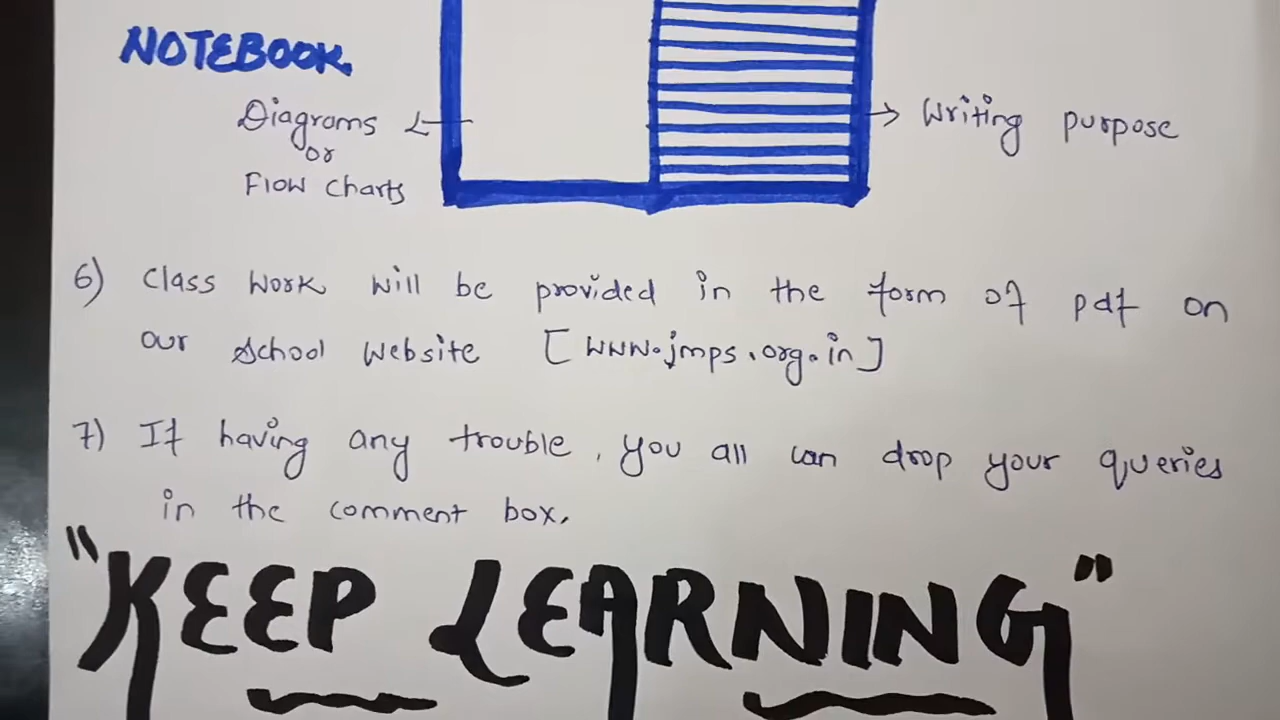 NOTEBOOK
Diagrams
or
Flow charts
Writing purpose
6) Class work will be provided in the form of pdf on
our School Website [www.jmps.org.in]
7) If having any trouble, you all can drop your queries
in the comment box.
"KEEP LEARNING"